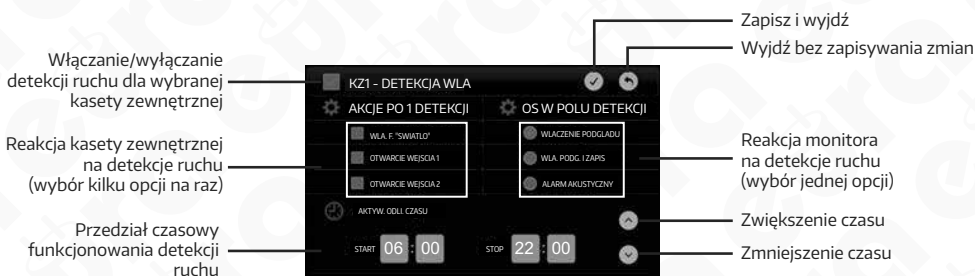 Zapisz i wyjdź
Wyjdź bez zapisywania zmian
Włączanie/wyłączanie
detekcji ruchu dla wybranej
kasety zewnętrznej
KZ1 - DETEKCJA WLA
AKCJE PO 1 DETEKCJI
OS W POLU DETEKCJI
WLA. F. "SWIATLO"
WLACZENIE PODGLADU
OTWARCIE WEJSCIA 1
WLA. PODG. I ZAPIS
OTWARCIE WEJSCIA 2
ALARM AKUSTYCZNY
Reakcja kasety zewnętrznej
na detekcje ruchu
(wybór kilku opcji na raz)
Reakcja monitora
na detekcje ruchu
(wybór jednej opcji)
AKTYW. ODLI. CZASU
Zwiększenie czasu
Przedział czasowy
funkcjonowania detekcji
ruchu
START 06 : 00 STOP 22 : 00
Zmniejszenie czasu